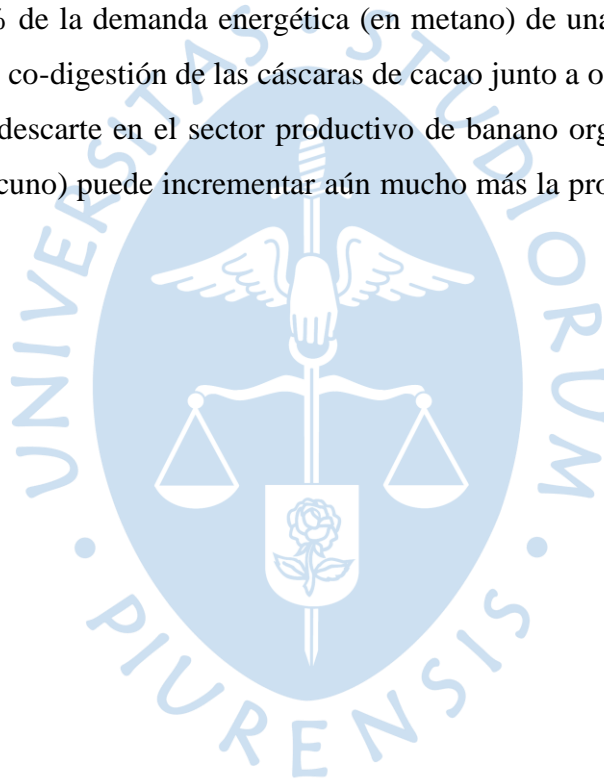 % de la demanda energética (en metano) de una
co-digestión de las cáscaras de cacao junto a o
descarte en el sector productivo de banano org
cuno) puede incrementar aún mucho más la pro
UNIVERSITAS • STUDIORUM • PIURENSIS •